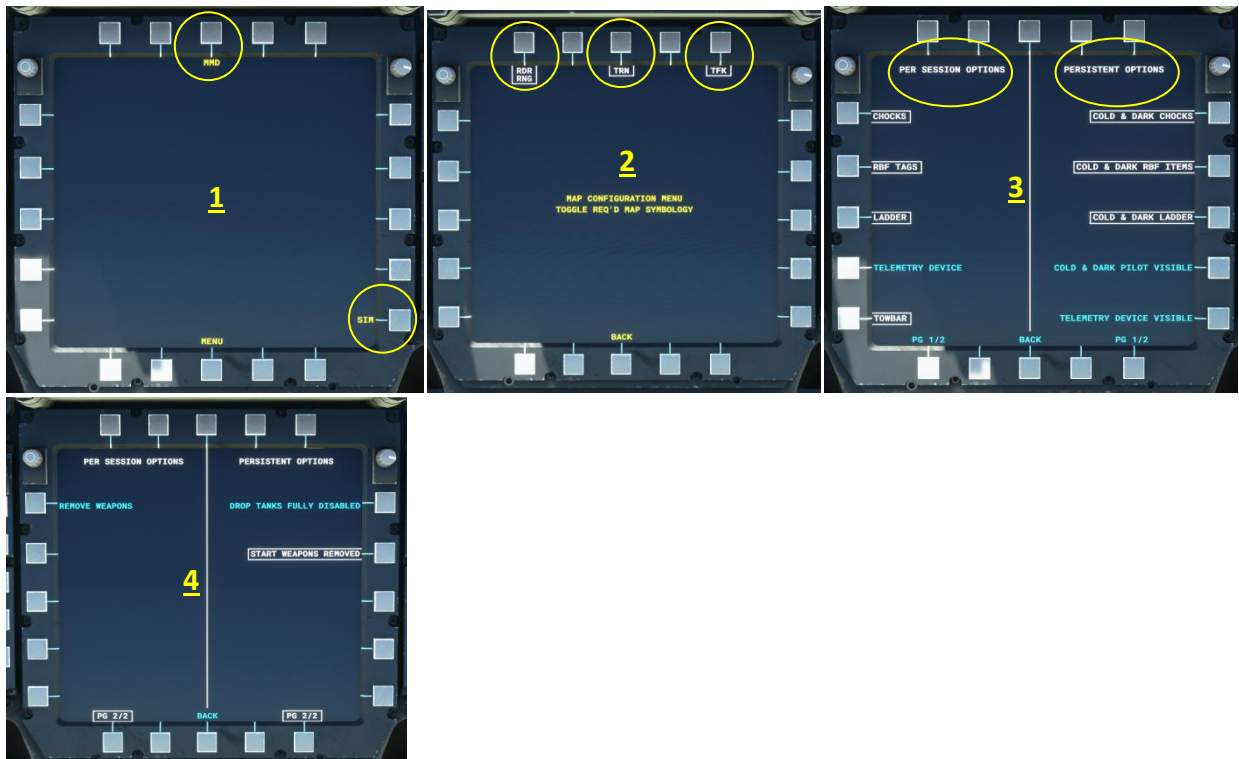 MMD
1
SIM
MENU
RDR
RNG
TRN
TFK
2
MAP CONFIGURATION MENU
TOGGLE REQ'D MAP SYMBOLOGY
BACK
PER SESSION OPTIONS
PERSISTENT OPTIONS
CHOCKS
COLD & DARK CHOCKS
RBF TAGS
COLD & DARK RBF ITEMS
3
LADDER
COLD & DARK LADDER
TELEMETRY DEVICE
COLD & DARK PILOT VISIBLE
TOWBAR
TELEMETRY DEVICE VISIBLE
PG 1/2
BACK
PG 1/2
PER SESSION OPTIONS
PERSISTENT OPTIONS
REMOVE WEAPONS
DROP TANKS FULLY DISABLED
START WEAPONS REMOVED
4
PG 2/2
BACK
PG 2/2